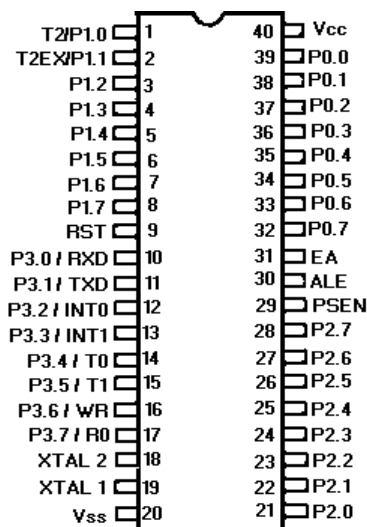 T2/P1.0 1 40 Vcc
T2EX/P1.1 2 39 P0.0
P1.2 3 38 P0.1
P1.3 4 37 P0.2
P1.4 5 36 P0.3
P1.5 6 35 P0.4
P1.6 7 34 P0.5
P1.7 8 33 P0.6
RST 9 32 P0.7
P3.0 / RXD 10 31 EA
P3.1 / TXD 11 30 ALE
P3.2 / INT0 12 29 PSEN
P3.3 / INT1 13 28 P2.7
P3.4 / T0 14 27 P2.6
P3.5 / T1 15 26 P2.5
P3.6 / WR 16 25 P2.4
P3.7 / R0 17 24 P2.3
XTAL 2 18 23 P2.2
XTAL 1 19 22 P2.1
Vss 20 21 P2.0